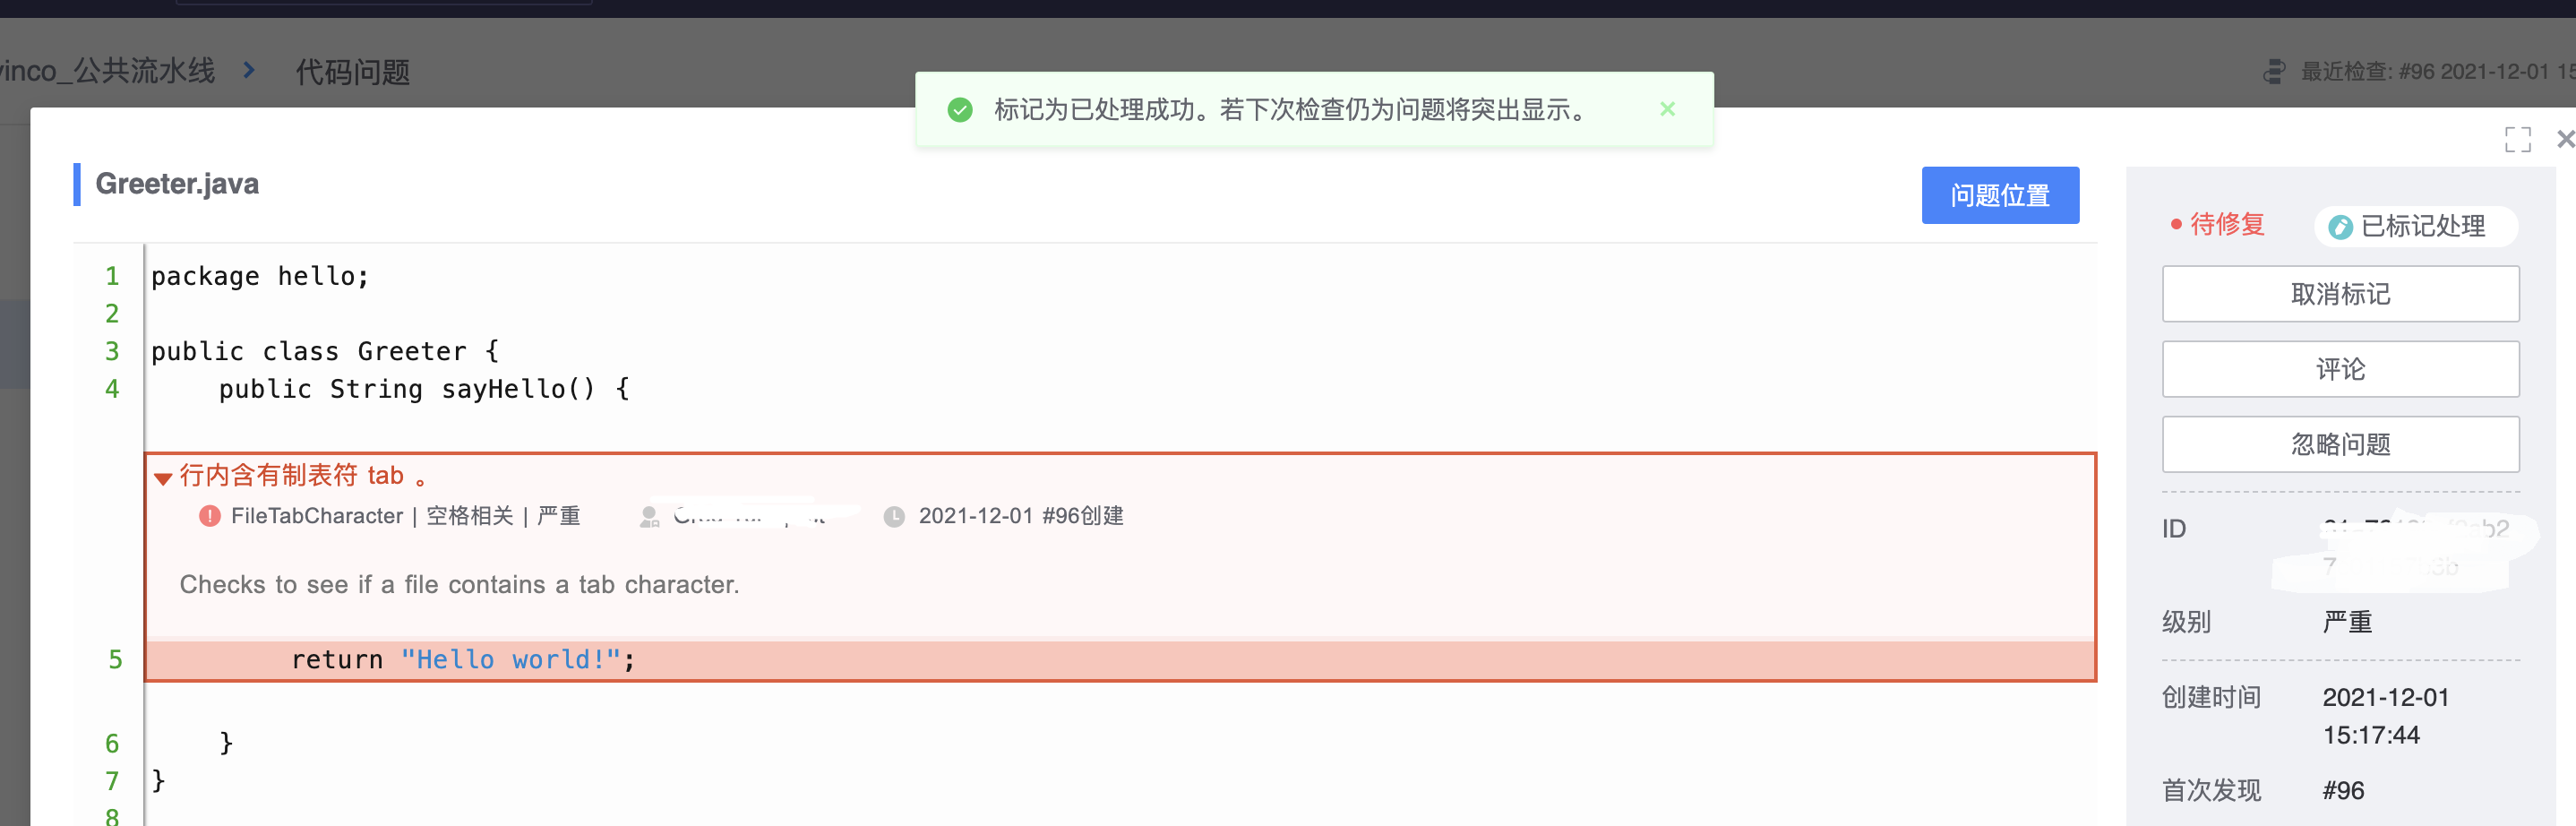 vinco_公共流水线 > 代码问题
最近检查: #96 2021-12-01 15
标记为已处理成功。若下次检查仍为问题将突出显示。
Greeter.java
问题位置
1 package hello;
2
3 public class Greeter {
4 public String sayHello() {
行内含有制表符 tab 。
FileTabCharacter | 空格相关 | 严重
2021-12-01 #96创建
Checks to see if a file contains a tab character.
5 return "Hello world!";
6 }
7 }
8
待修复
已标记处理
取消标记
评论
忽略问题
ID
级别 严重
创建时间 2021-12-01
15:17:44
首次发现 #96